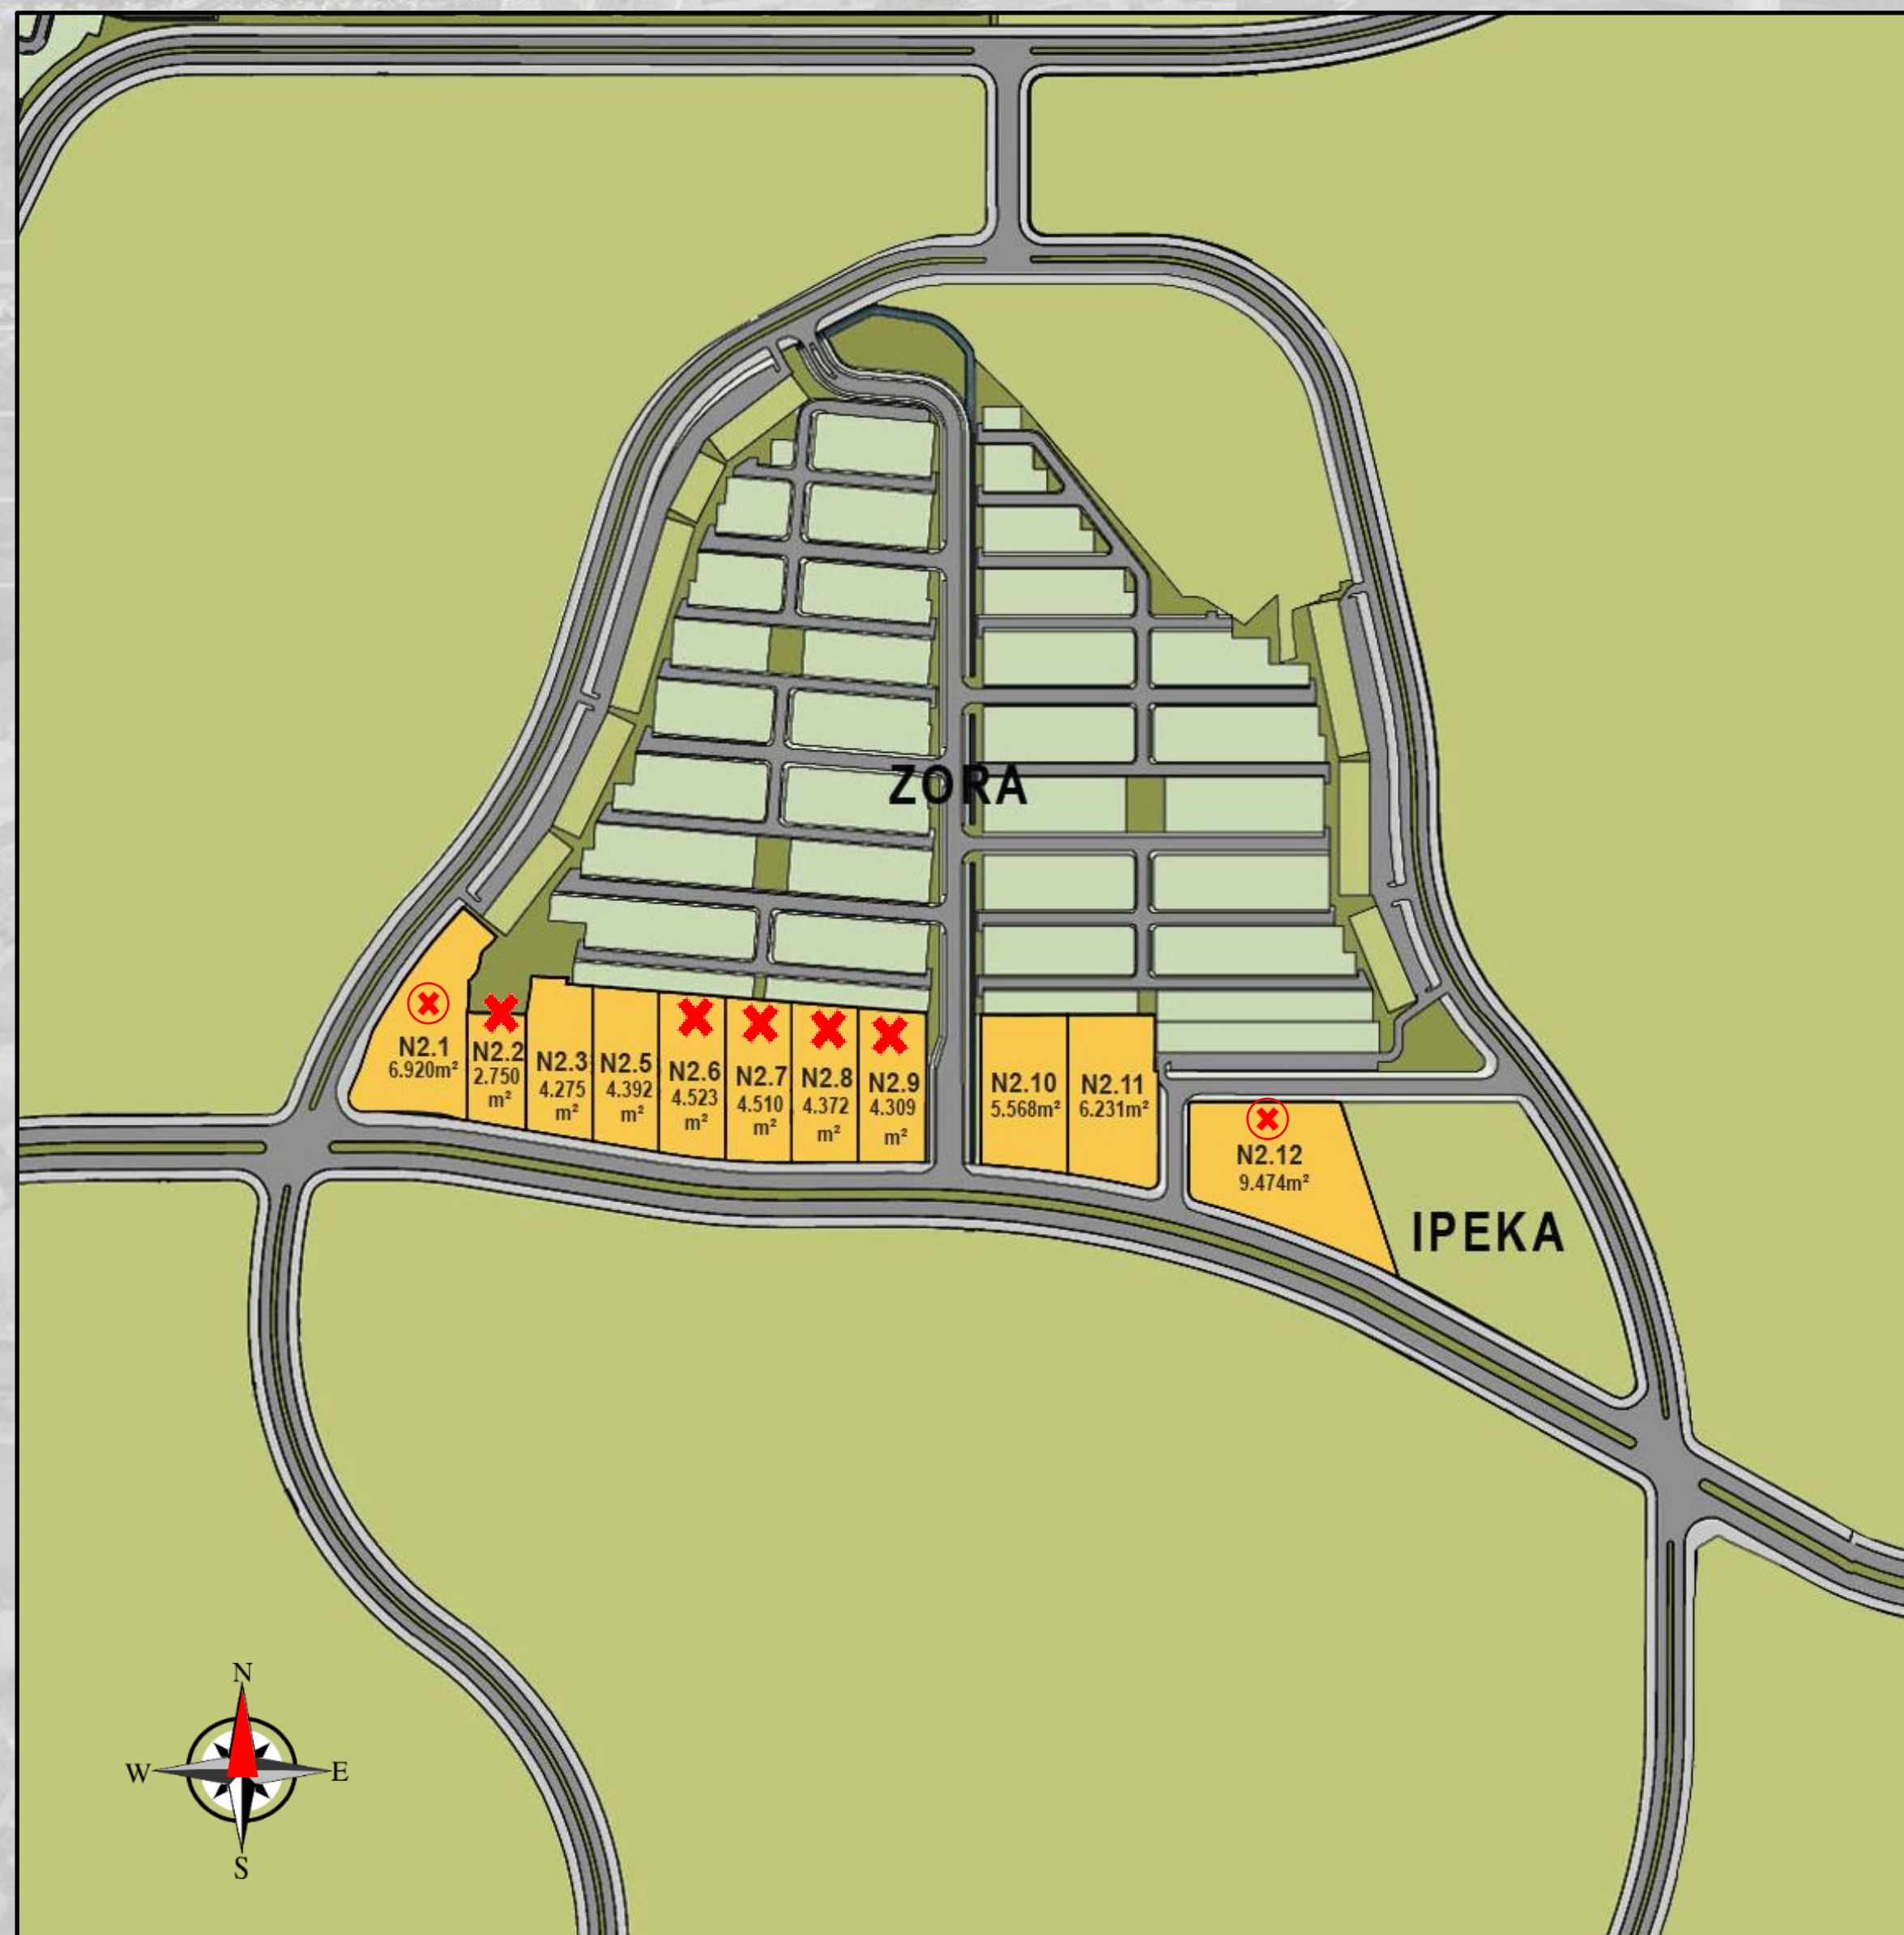 ZORA
N2.1
6.920m²
N2.2
2.750
m²
N2.3
4.275
m²
N2.5
4.392
m²
N2.6
4.523
m²
N2.7
4.510
m²
N2.8
4.372
m²
N2.9
4.309
m²
N2.10
5.568m²
N2.11
6.231m²
N2.12
9.474m²
IPEKA
N
W
E
S